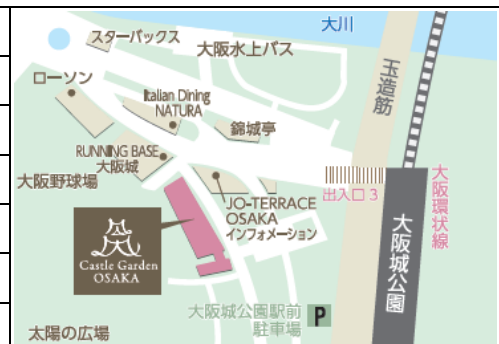 大川
スターバックス
大阪水上バス
玉造筋
ローソン
Italian Dining
NATURA
錦城亭
RUNNING BASE
大阪城
大阪野球場
出入口 3
大阪環状線
JO-TERRACE
OSAKA
インフォメーション
大阪城公園
Castle Garden
OSAKA
大阪城公園駅前
駐車場
P
太陽の広場